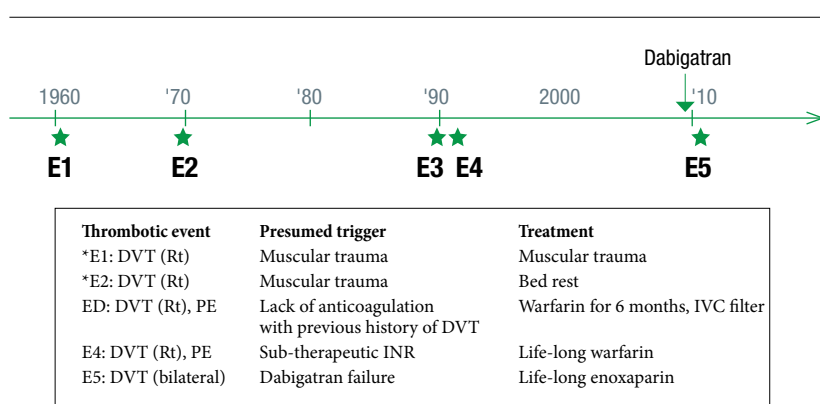 Dabigatran
1960 '70 '80 '90 2000 '10
E1 E2 E3 E4 E5
Thrombotic event Presumed trigger Treatment
*E1: DVT (Rt) Muscular trauma Muscular trauma
*E2: DVT (Rt) Muscular trauma Bed rest
ED: DVT (Rt), PE Lack of anticoagulation Warfarin for 6 months, IVC filter
with previous history of DVT
E4: DVT (Rt), PE Sub-therapeutic INR Life-long warfarin
E5: DVT (bilateral) Dabigatran failure Life-long enoxaparin